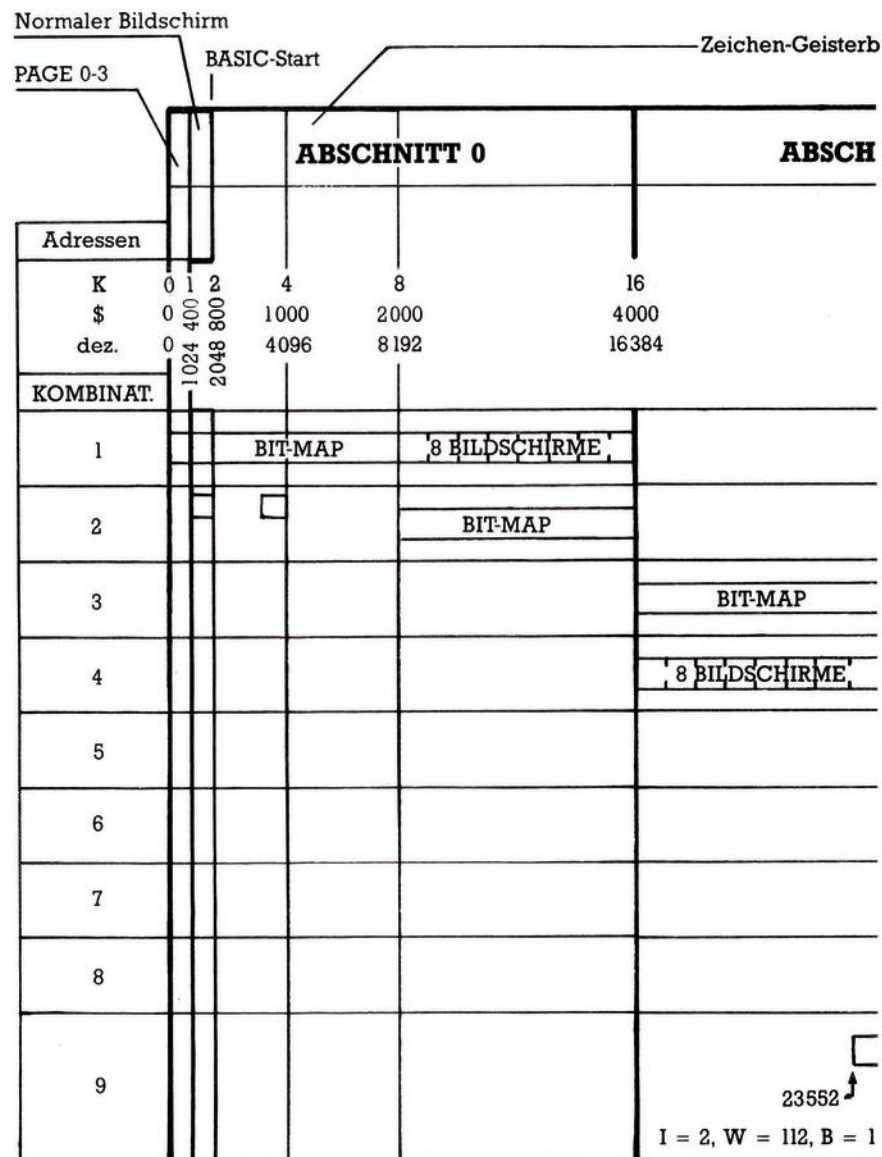 Normaler Bildschirm
BASIC-Start
Zeichen-Geisterb
PAGE 0-3
ABSCHNITT 0
ABSCH
Adressen
K 0 1 2 4 8 16
$ 0 400 800 1000 2000 4000
dez. 0 1024 2048 4096 8192 16384
KOMBINAT.
1 BIT-MAP 8 BILDSCHIRME
2 BIT-MAP
3 BIT-MAP
4 8 BILDSCHIRME
5
6
7
8
9
23552
I = 2, W = 112, B = 1